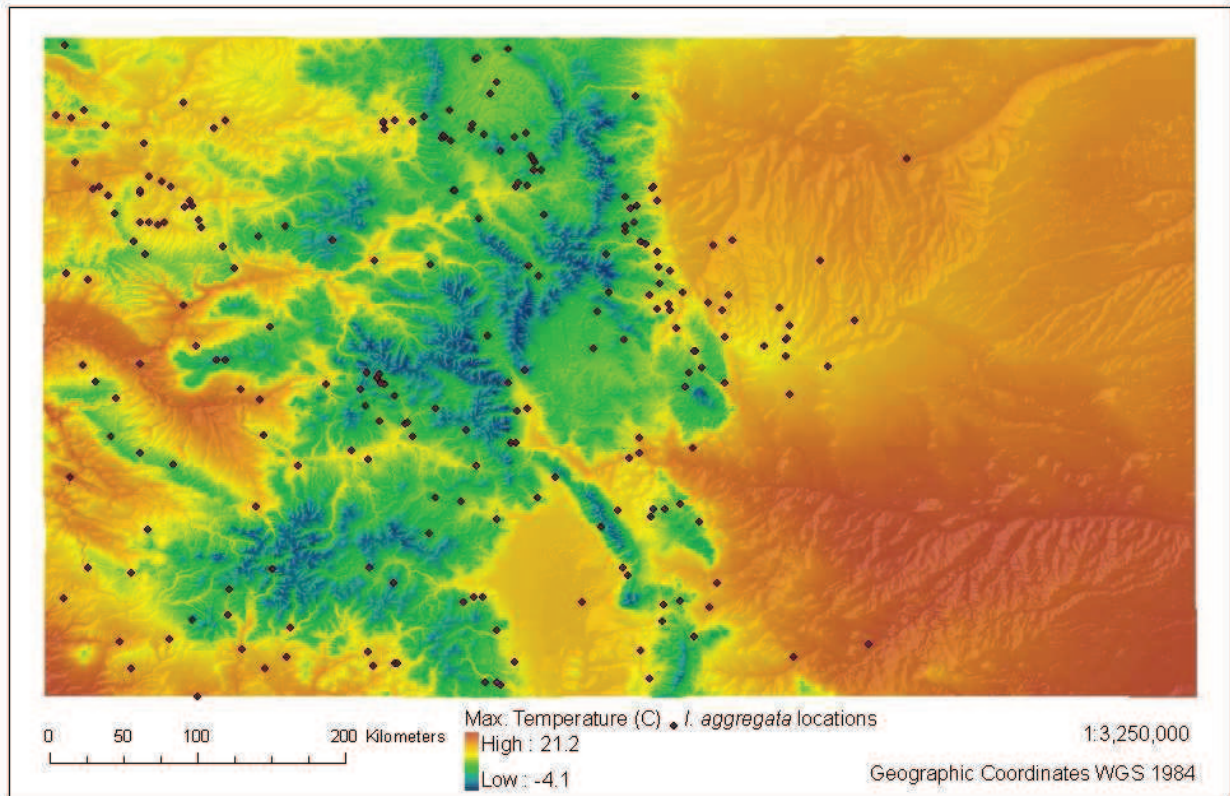 0 50 100 200 Kilometers
Max. Temperature (C) I. aggregata locations
High : 21.2
Low : -4.1
1:3,250,000
Geographic Coordinates WGS 1984